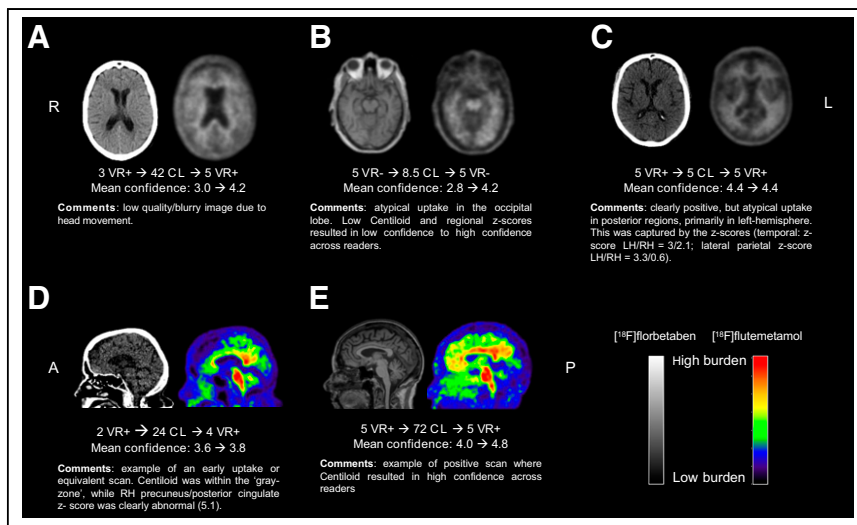 A
B
C
R
L
3 VR+ → 42 CL → 5 VR+
Mean confidence: 3.0 → 4.2
Comments: low quality/blurry image due to
head movement.
5 VR- → 8.5 CL → 5 VR-
Mean confidence: 2.8 → 4.2
Comments: atypical uptake in the occipital
lobe. Low Centiloid and regional z-scores
resulted in low confidence to high confidence
across readers.
5 VR+ → 5 CL → 5 VR+
Mean confidence: 4.4 → 4.4
Comments: clearly positive, but atypical uptake
in posterior regions, primarily in left-hemisphere.
This was captured by the z-scores (temporal: z-
score LH/RH = 3/2.1; lateral parietal z-score
LH/RH = 3.3/0.6).
D
E
A
P
2 VR+ → 24 CL → 4 VR+
Mean confidence: 3.6 → 3.8
Comments: example of an early uptake or
equivalent scan. Centiloid was within the ‘gray-
zone’, while RH precuneus/posterior cingulate
z- score was clearly abnormal (5.1).
5 VR+ → 72 CL → 5 VR+
Mean confidence: 4.0 → 4.8
Comments: example of positive scan where
Centiloid resulted in high confidence across
readers
[¹⁸F]florbetaben [¹⁸F]flutemetamol
High burden
Low burden